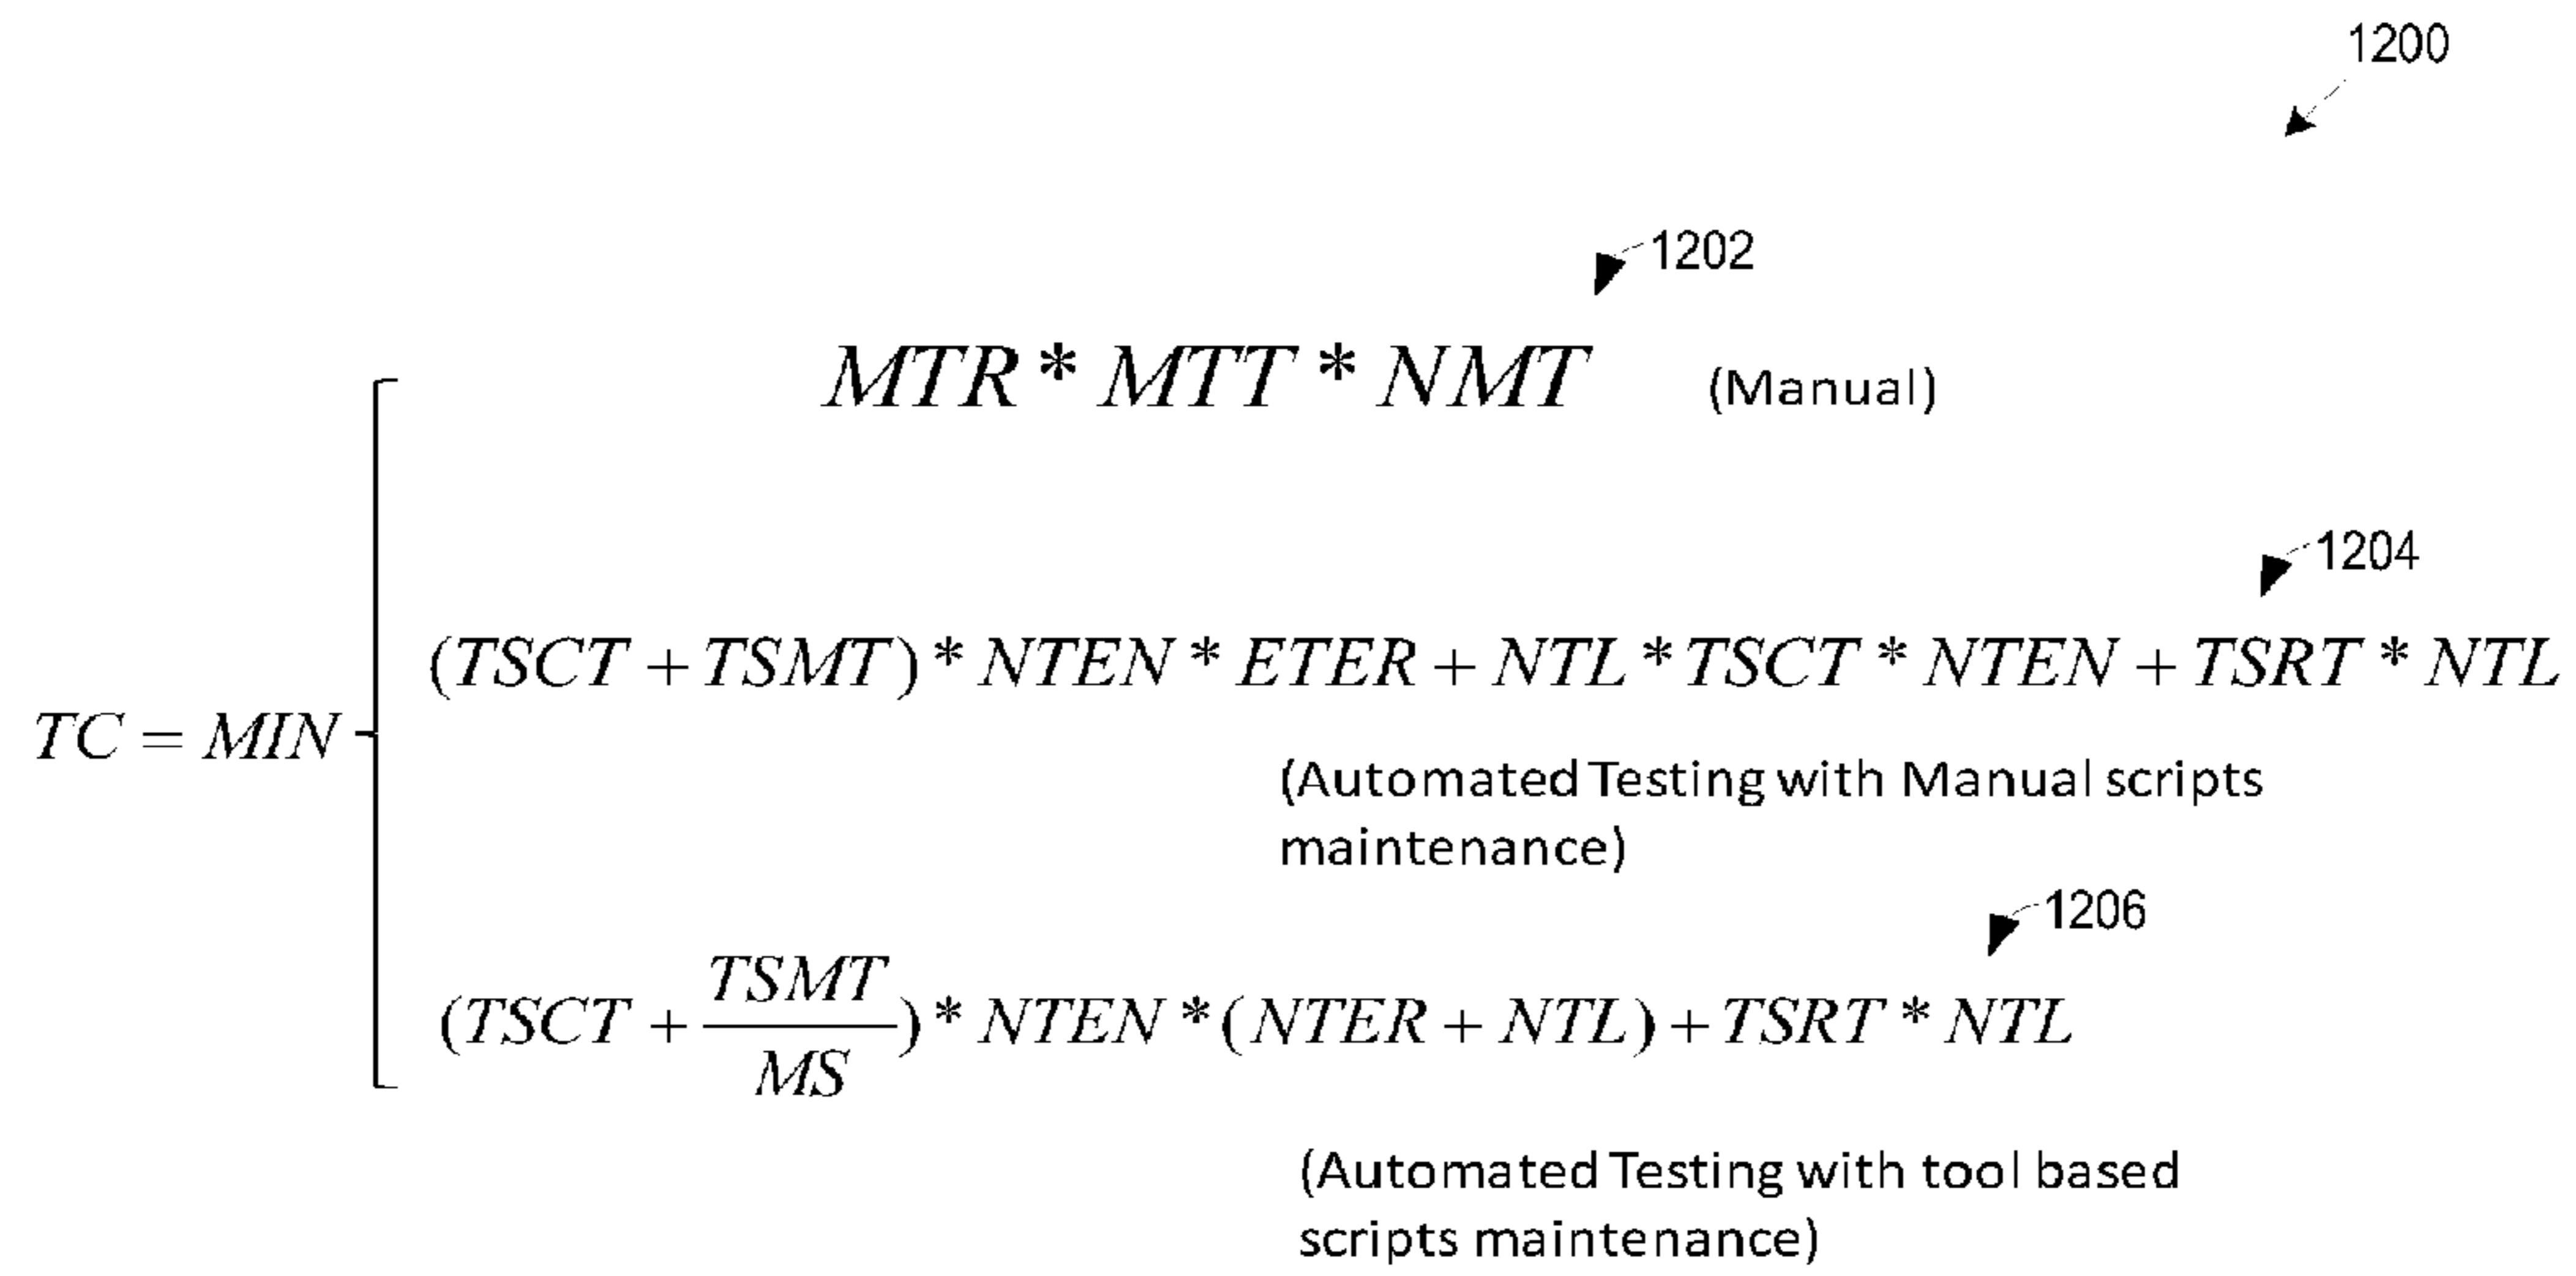 1200
1202
MTR * MTT * NMT (Manual)
1204
(TSCT + TSMT) * NTEN * ETER + NTL * TSCT * NTEN + TSRT * NTL
TC = MIN
(Automated Testing with Manual scripts
maintenance)
1206
(TSCT + TSMT/MS) * NTEN * (NTER + NTL) + TSRT * NTL
(Automated Testing with tool based
scripts maintenance)